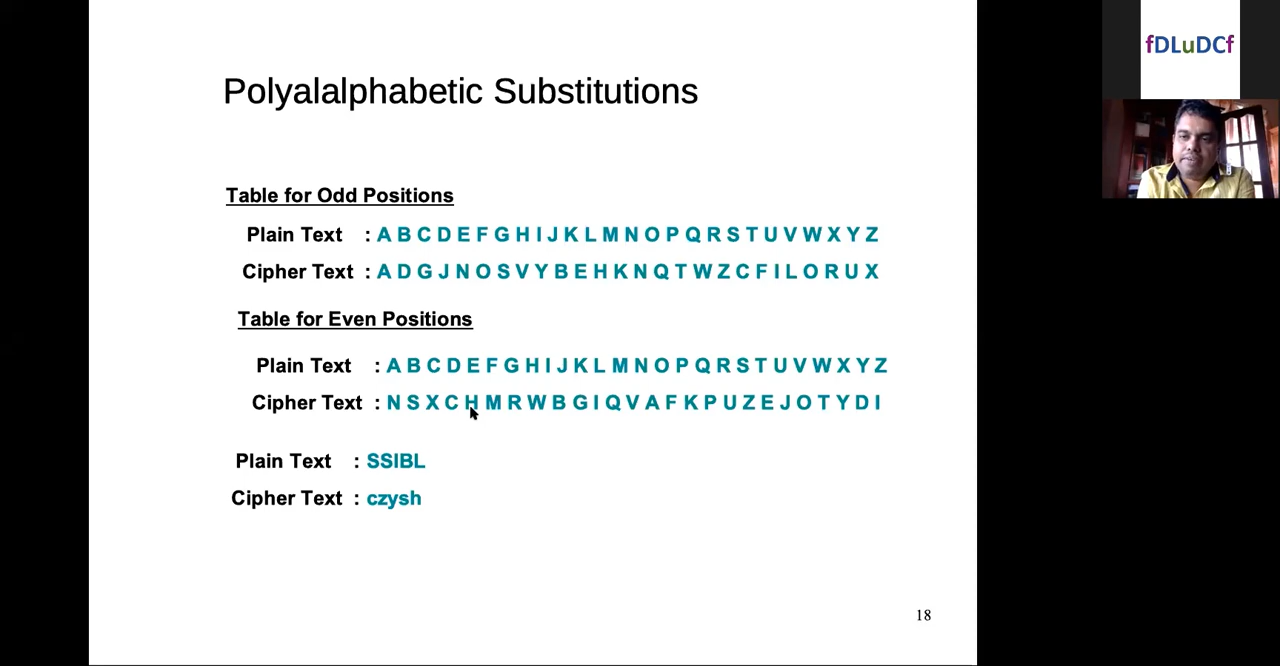 fDLuDCf
Polyalalphabetic Substitutions
Table for Odd Positions
Plain Text : A B C D E F G H I J K L M N O P Q R S T U V W X Y Z
Cipher Text : A D G J N O S V Y B E H K N Q T W Z C F I L O R U X
Table for Even Positions
Plain Text : A B C D E F G H I J K L M N O P Q R S T U V W X Y Z
Cipher Text : N S X C H M R W B G I Q V A F K P U Z E J O T Y D I
Plain Text : SSIBL
Cipher Text : czysh
18